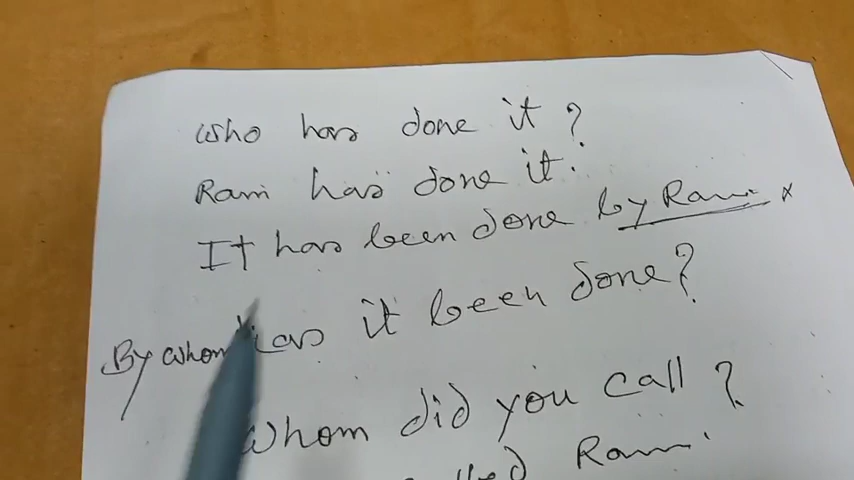 Who has done it?
Ram has done it.
It has been done by Ram x
By whom has it been done?
Whom did you call?
Ram.